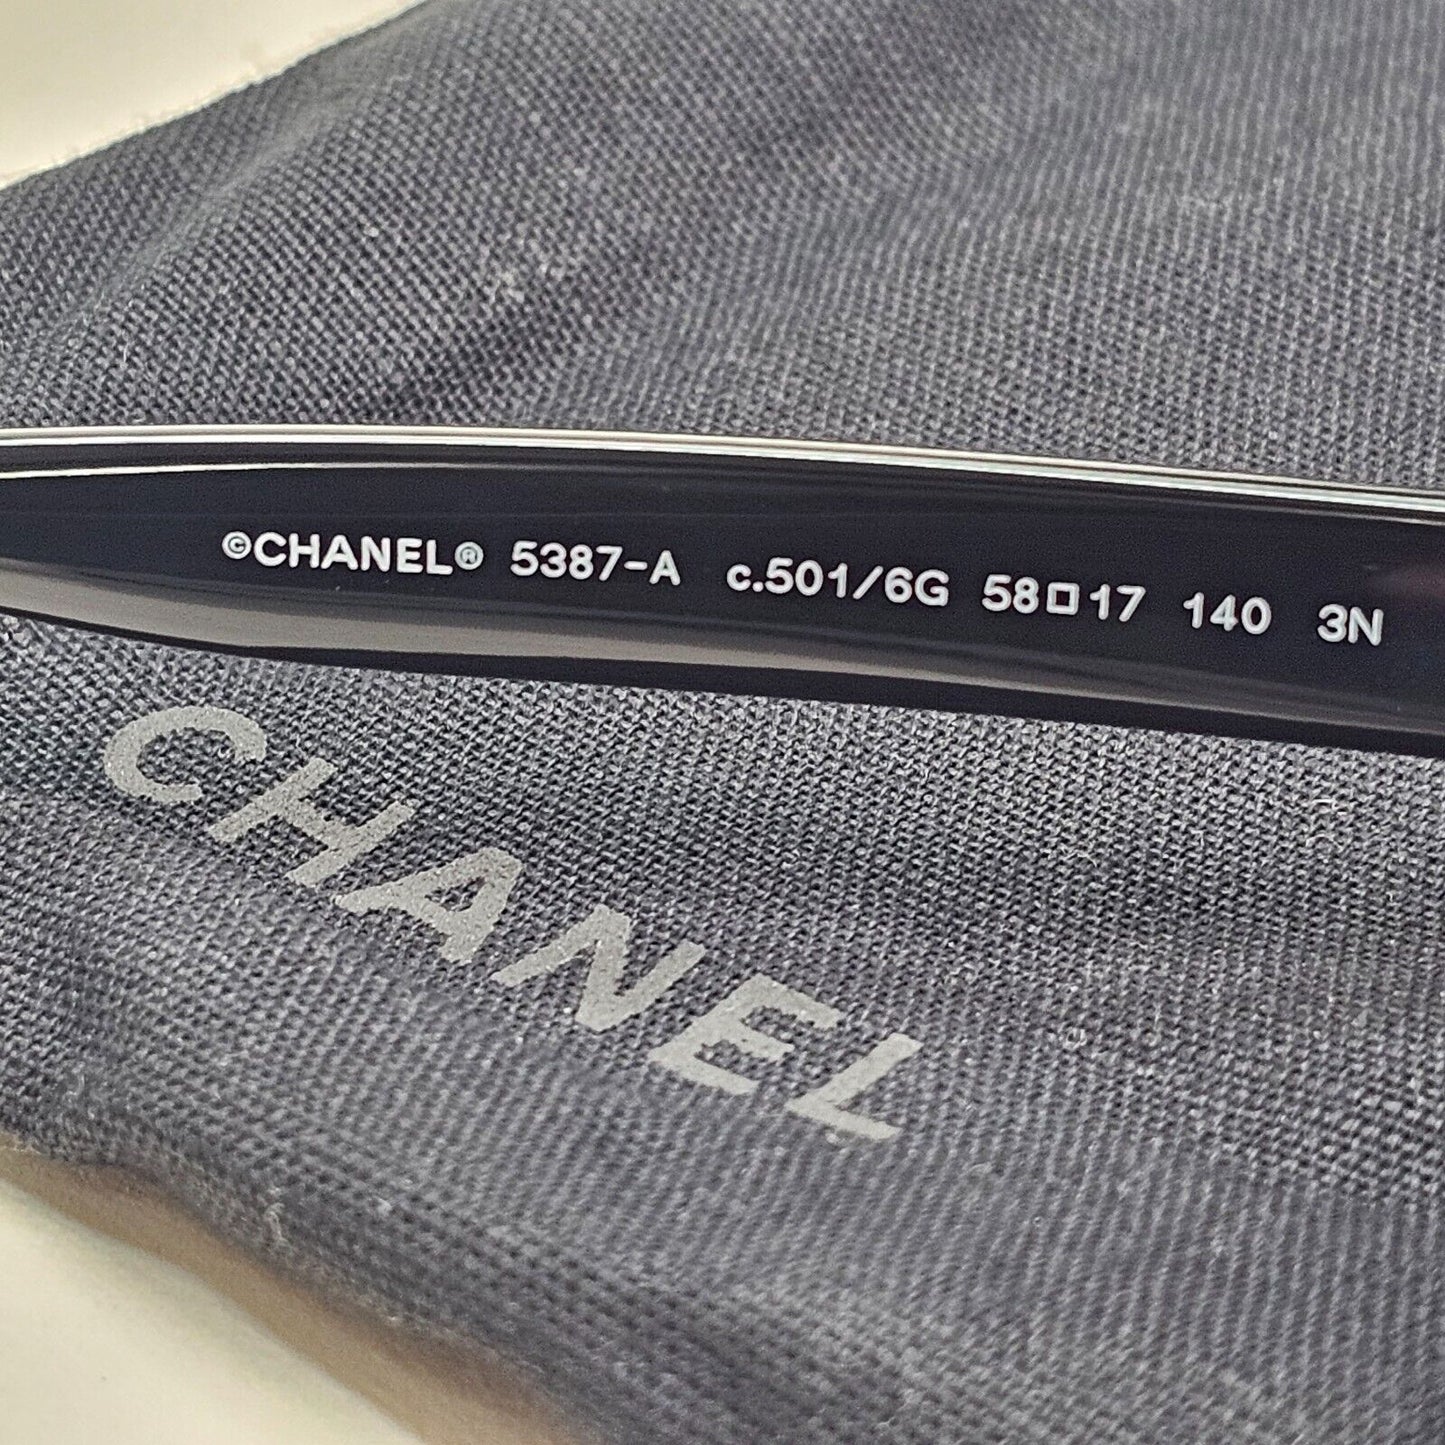 ©CHANEL® 5387-A c.501/6G 58□17 140 3N
CHANEL